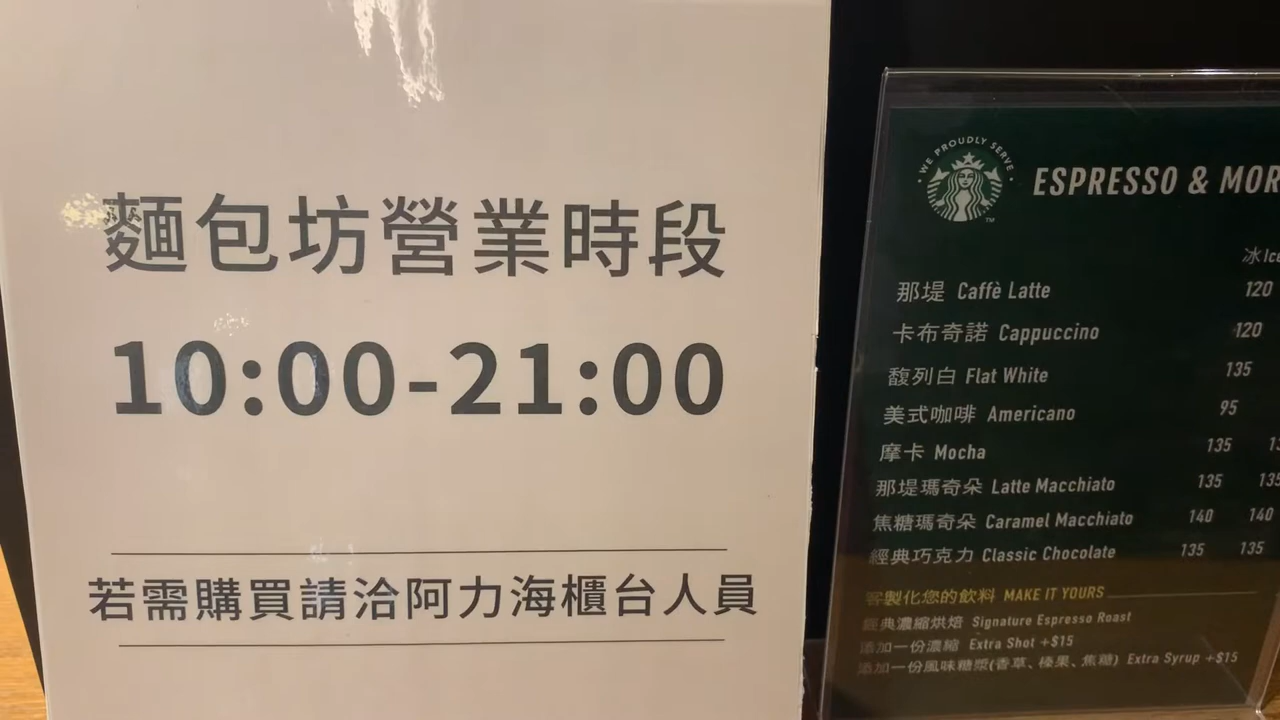 麵包坊營業時段
10:00-21:00
若需購買請洽阿力海櫃台人員
WE PROUDLY SERVE
TM
ESPRESSO & MOR
冰 Ice
那堤 Caffè Latte 120
卡布奇諾 Cappuccino 120
馥列白 Flat White 135
美式咖啡 Americano 95
摩卡 Mocha 135
那堤瑪奇朵 Latte Macchiato 135 135
焦糖瑪奇朵 Caramel Macchiato 140 140
經典巧克力 Classic Chocolate 135 135
客製化您的飲料 MAKE IT YOURS
經典濃縮烘焙 Signature Espresso Roast
添加一份濃縮 Extra Shot +$15
添加一份風味糖漿(香草、榛果、焦糖) Extra Syrup +$15